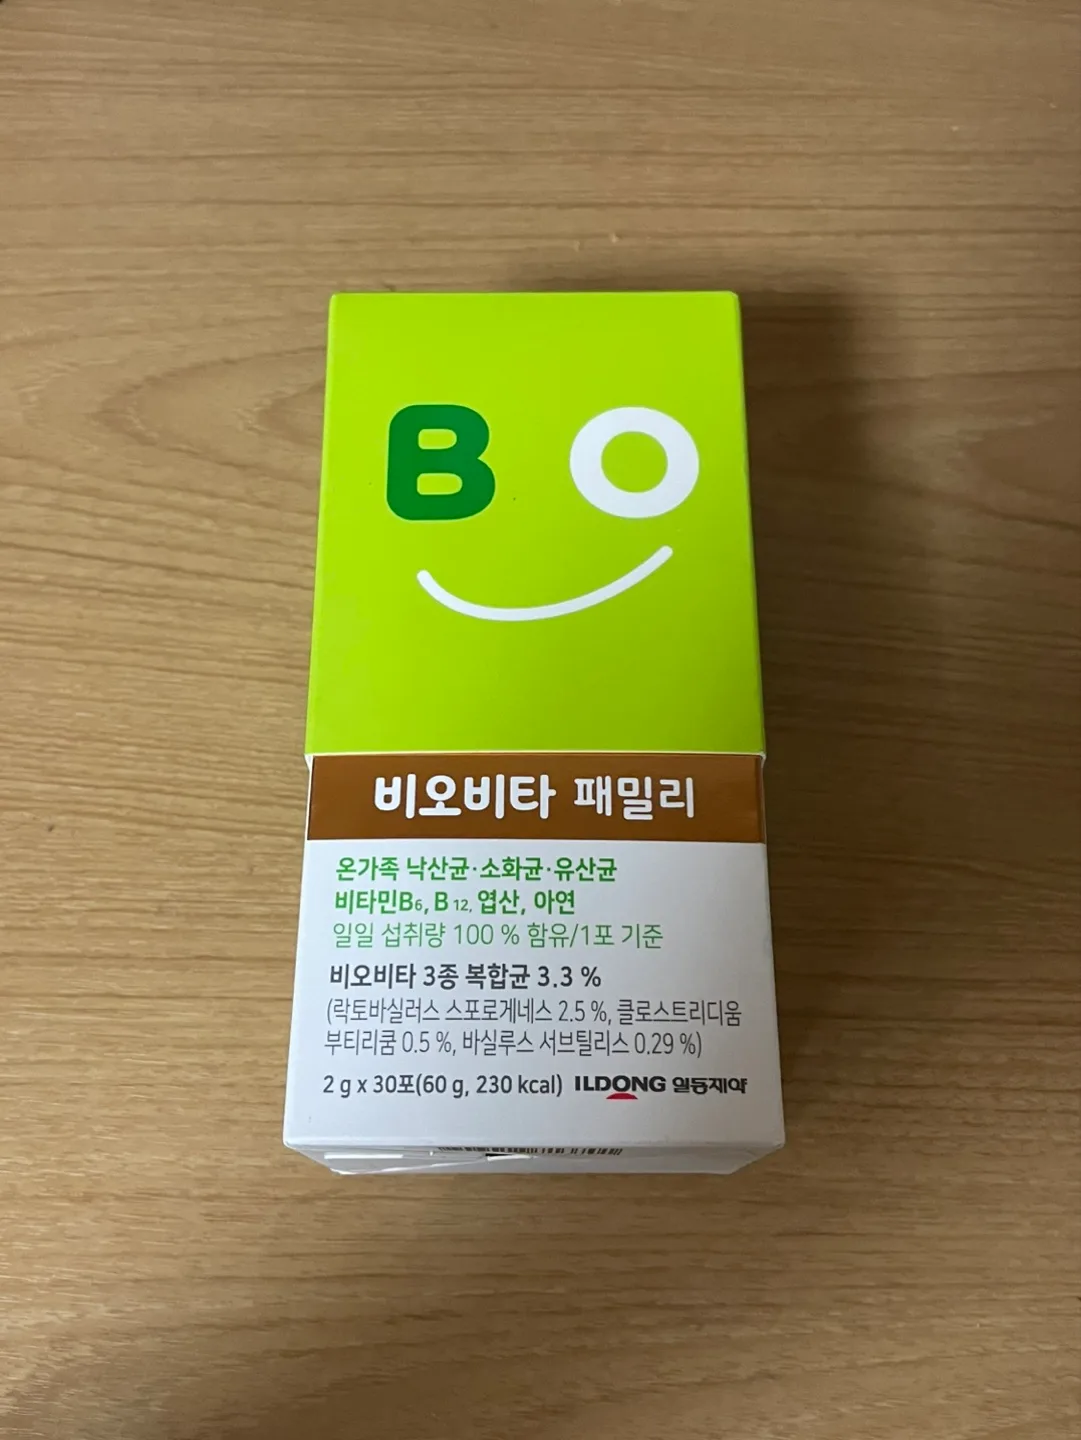 B O
비오비타 패밀리
온가족 낙산균·소화균·유산균
비타민B6, B 12, 엽산, 아연
일일 섭취량 100 % 함유/1포 기준
비오비타 3종 복합균 3.3 %
(락토바실러스 스포로게네스 2.5 %, 클로스트리디움
부티리쿰 0.5 %, 바실루스 서브틸리스 0.29 %)
2 g x 30포(60 g, 230 kcal) ILDONG 일동제약